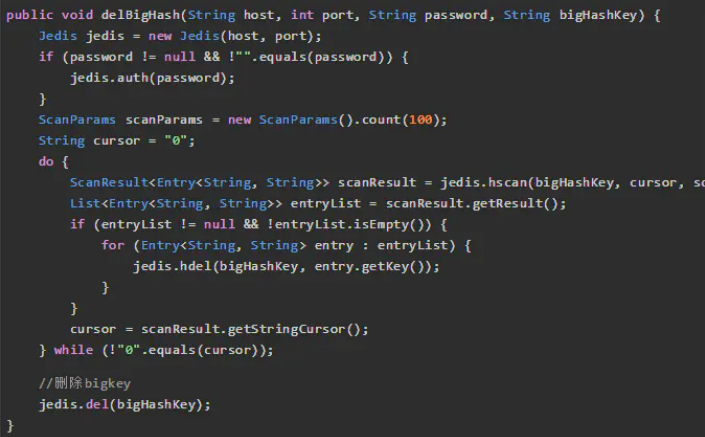 public void delBigHash(String host, int port, String password, String bigHashKey) {
    Jedis jedis = new Jedis(host, port);
    if (password != null && !"".equals(password)) {
        jedis.auth(password);
    }
    ScanParams scanParams = new ScanParams().count(100);
    String cursor = "0";
    do {
        ScanResult<Entry<String, String>> scanResult = jedis.hscan(bigHashKey, cursor, sc
        List<Entry<String, String>> entryList = scanResult.getResult();
        if (entryList != null && !entryList.isEmpty()) {
            for (Entry<String, String> entry : entryList) {
                jedis.hdel(bigHashKey, entry.getKey());
            }
        }
        cursor = scanResult.getStringCursor();
    } while (!"0".equals(cursor));
    //删除bigkey
    jedis.del(bigHashKey);
}